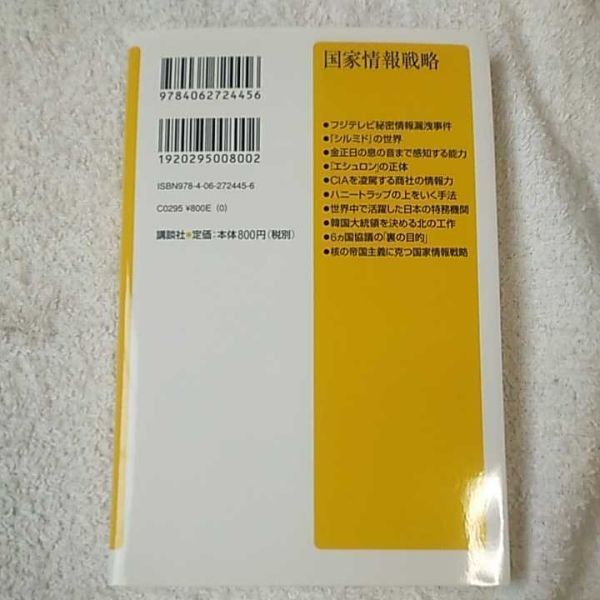 9784062724456
1920295008002
ISBN978-4-06-272445-6
C0295 ¥800E (0)
講談社●定価:本体800円(税別)
国家情報戦略
●フジテレビ秘密情報漏洩事件
●「シルミド」の世界
●金正日の息の音まで感知する能力
●「エシュロン」の正体
●CIAを凌駕する商社の情報力
●ハニートラップの上をいく手法
●世界中で活躍した日本の特務機関
●韓国大統領を決める北の工作
●6ヵ国協議の「裏の目的」
●核の帝国主義に克つ国家情報戦略